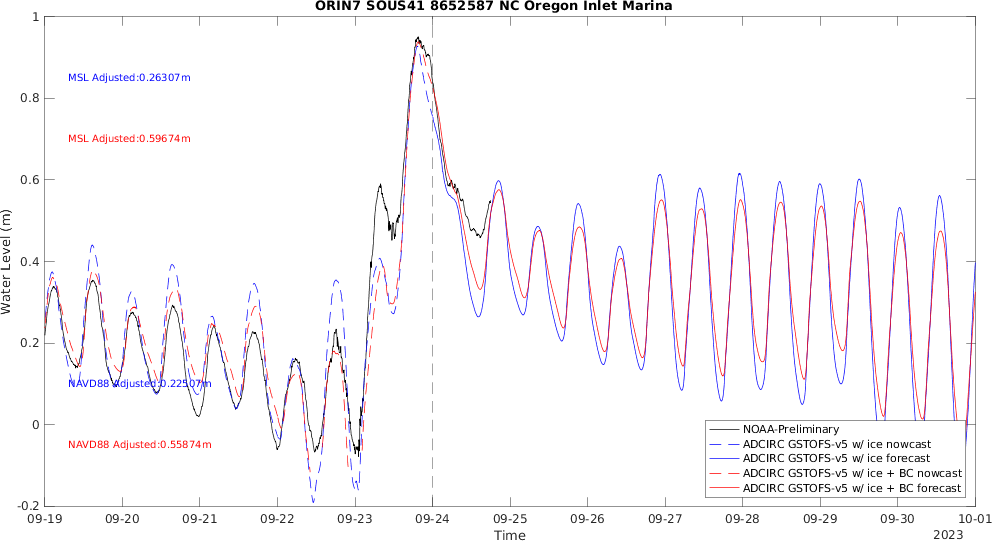 ORIN7 SOUS41 8652587 NC Oregon Inlet Marina
Water Level (m)
1
0.8
0.6
0.4
0.2
0
-0.2
MSL Adjusted:0.26307m
MSL Adjusted:0.59674m
NAVD88 Adjusted:0.22507m
NAVD88 Adjusted:0.55874m
NOAA-Preliminary
ADCIRC GSTOFS-v5 w/ ice nowcast
ADCIRC GSTOFS-v5 w/ ice forecast
ADCIRC GSTOFS-v5 w/ ice + BC nowcast
ADCIRC GSTOFS-v5 w/ ice + BC forecast
09-19 09-20 09-21 09-22 09-23 09-24 09-25 09-26 09-27 09-28 09-29 09-30 10-01
Time
2023